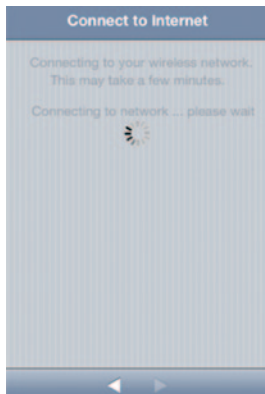 Connect to Internet
Connecting to your wireless network.
This may take a few minutes.
Connecting to network ... please wait